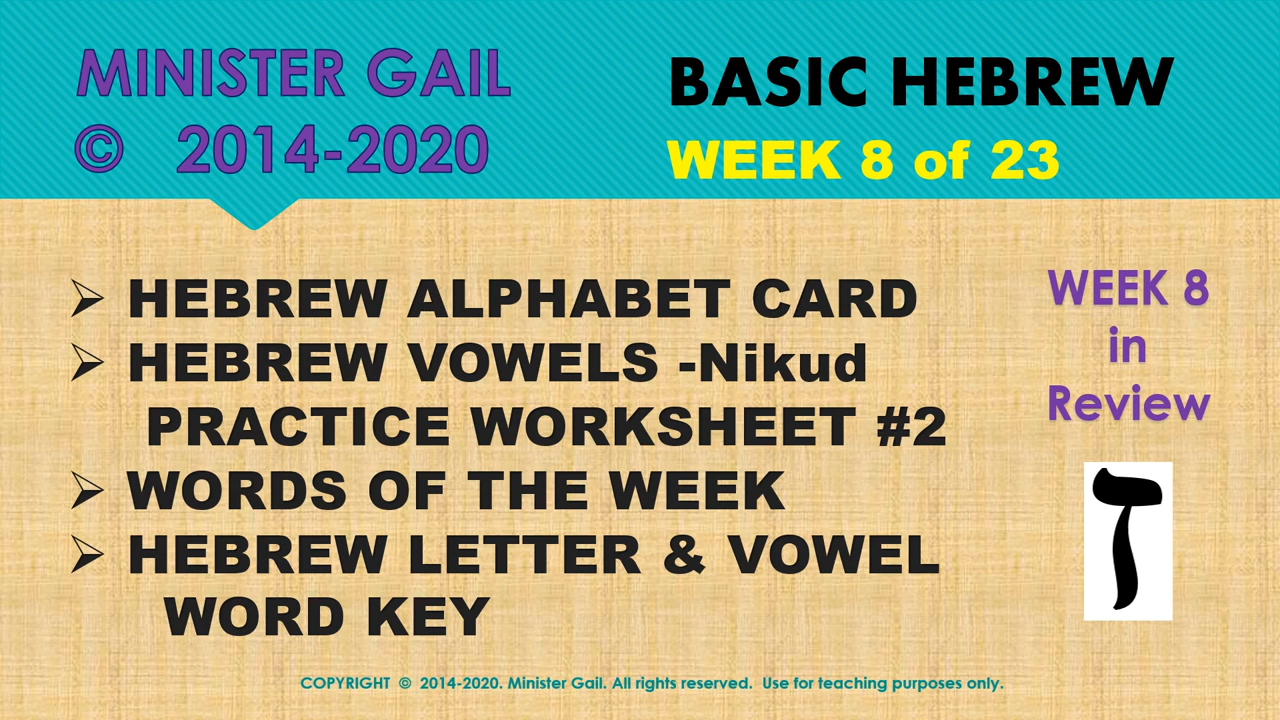 MINISTER GAIL
© 2014-2020
BASIC HEBREW
WEEK 8 of 23
➢ HEBREW ALPHABET CARD
➢ HEBREW VOWELS -Nikud
PRACTICE WORKSHEET #2
➢ WORDS OF THE WEEK
➢ HEBREW LETTER & VOWEL
WORD KEY
WEEK 8
in
Review
ז
COPYRIGHT © 2014-2020. Minister Gail. All rights reserved. Use for teaching purposes only.